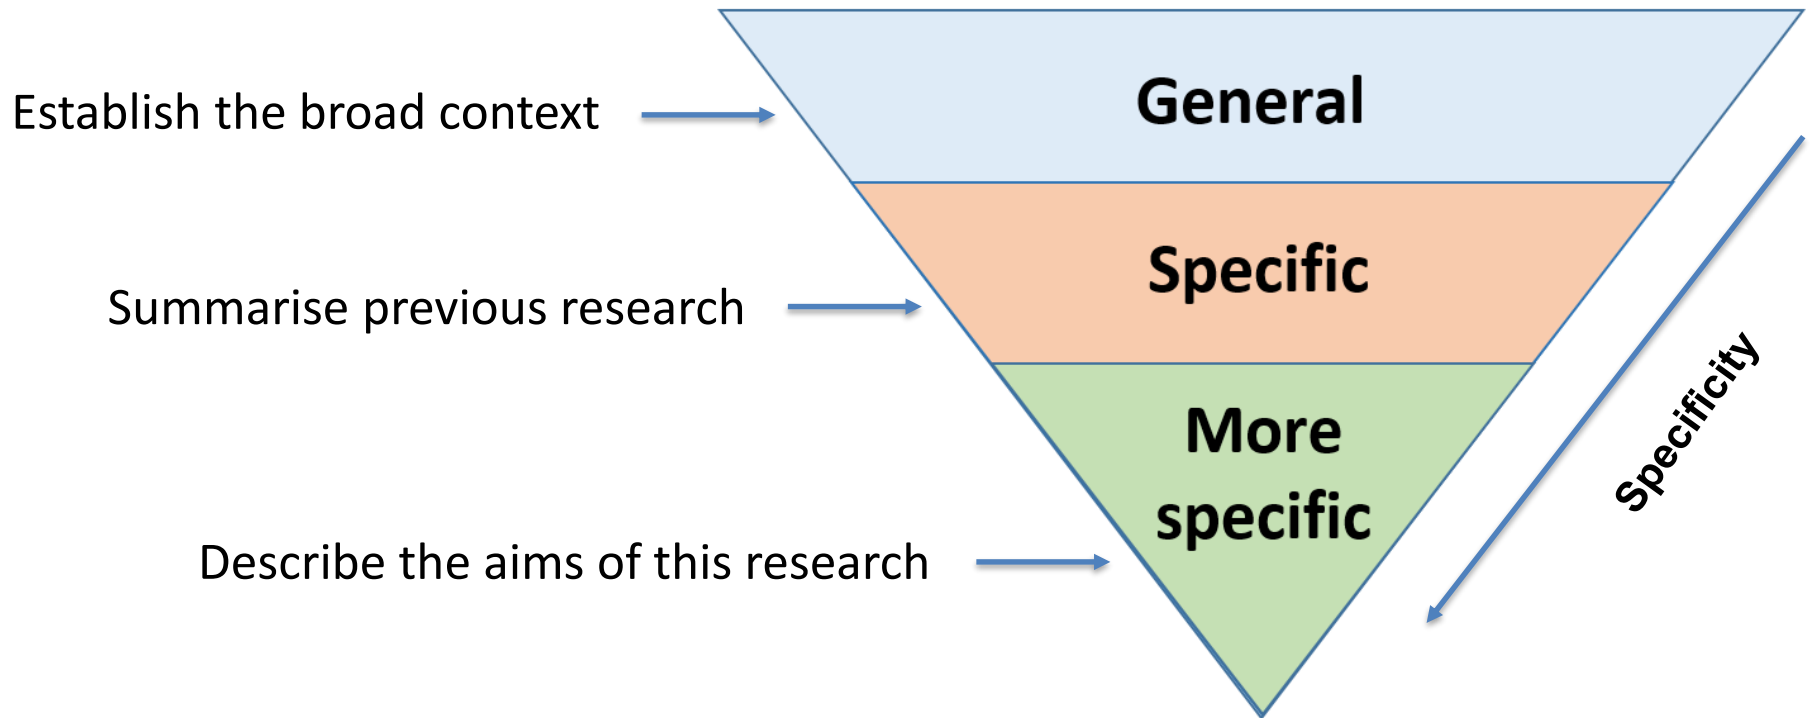 Establish the broad context
General
Summarise previous research
Specific
Describe the aims of this research
More
specific
Specificity